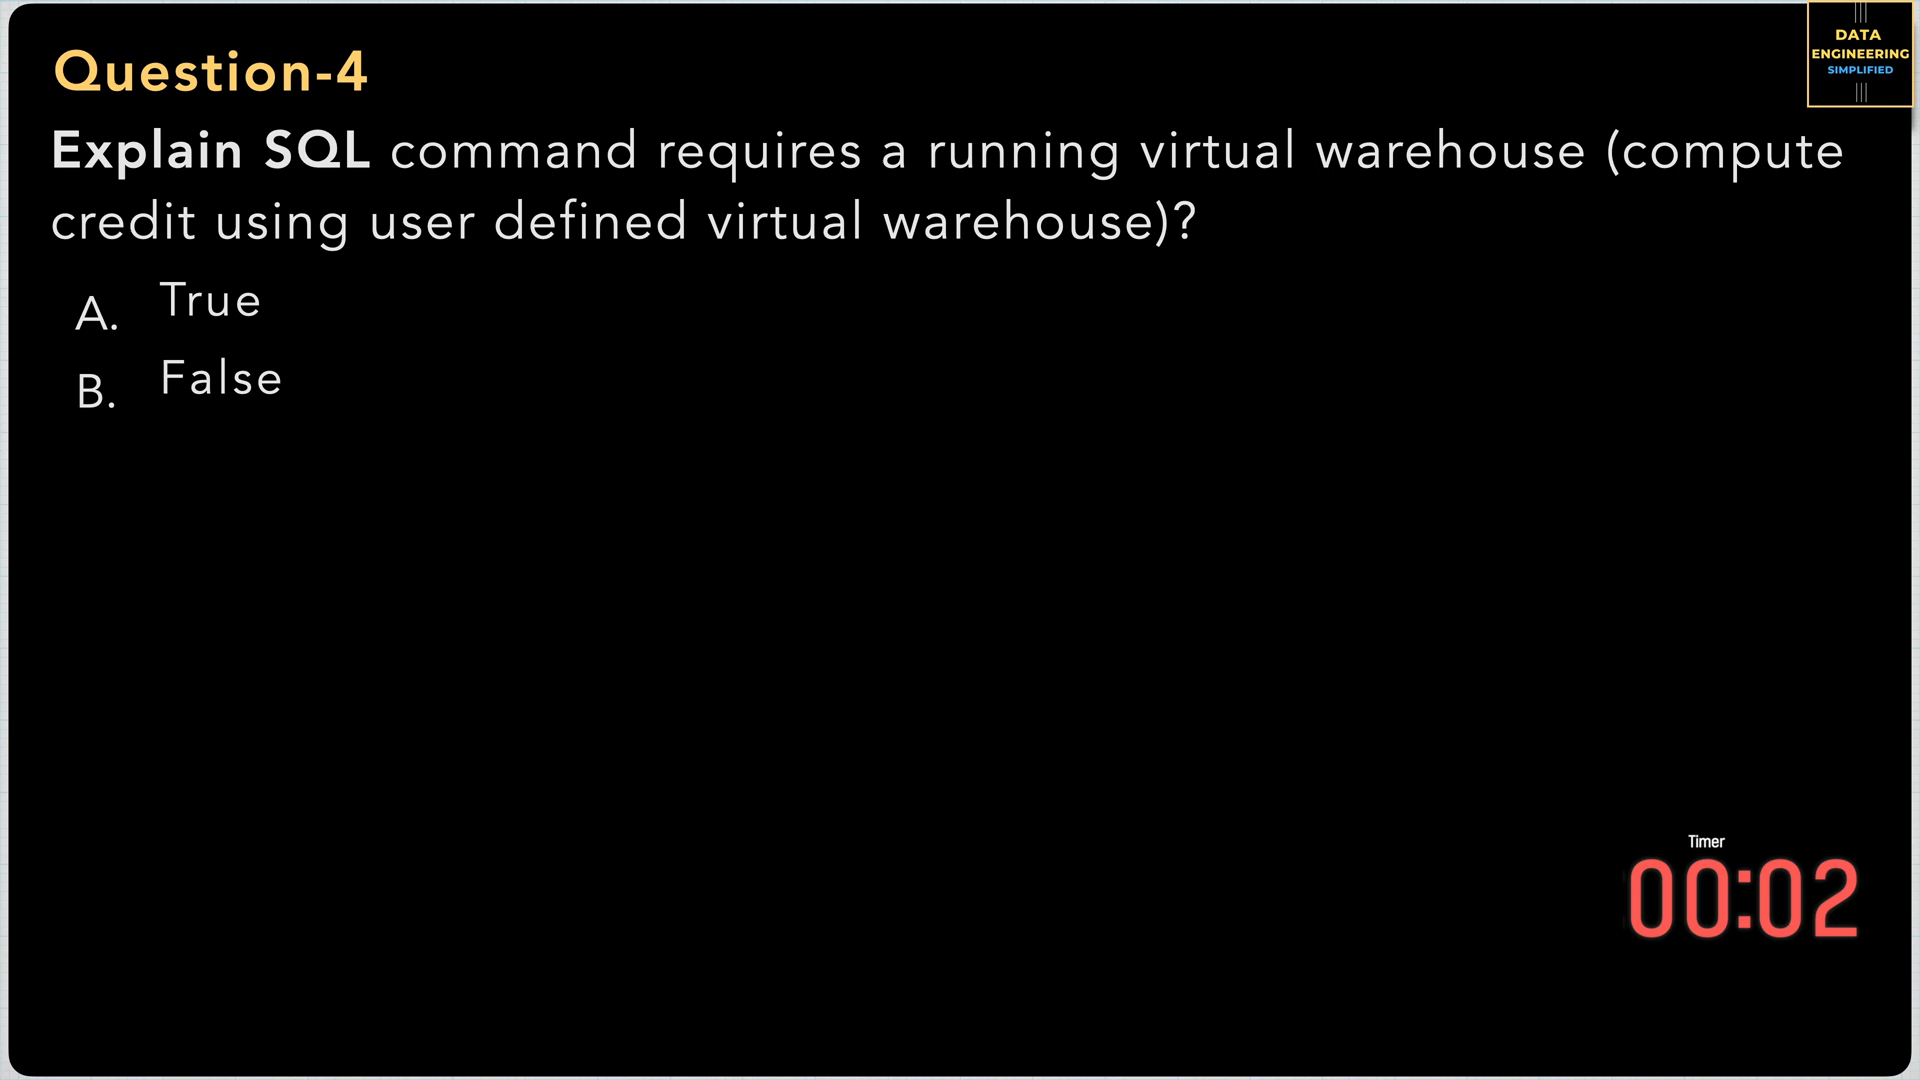 DATA
ENGINEERING
SIMPLIFIED
Question-4
Explain SQL command requires a running virtual warehouse (compute
credit using user defined virtual warehouse)?
A. True
B. False
Timer
00:02